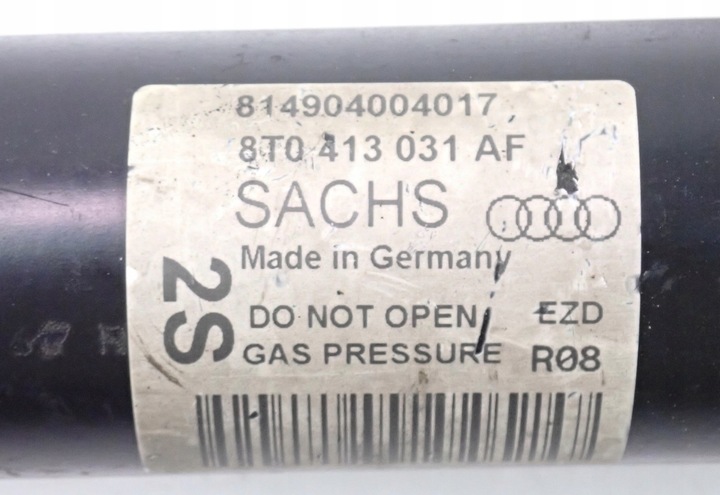 814904004017
8T0 413 031 AF
SACHS
Made in Germany
2S
DO NOT OPEN EZD
GAS PRESSURE R08